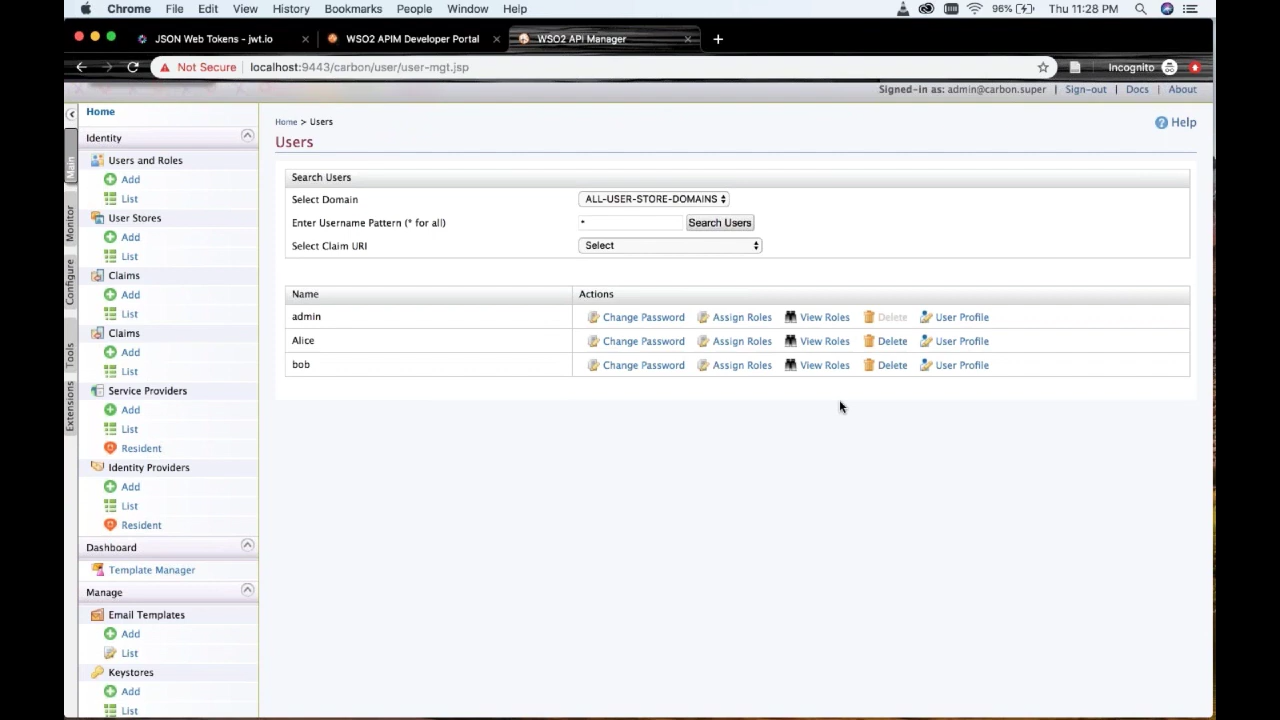 Chrome File Edit View History Bookmarks People Window Help 96% Thu 11:28 PM
JSON Web Tokens - jwt.io × WSO2 APIM Developer Portal × WSO2 API Manager × +
Not Secure localhost:9443/carbon/user/user-mgt.jsp Incognito
Signed-in as: admin@carbon.super | Sign-out | Docs | About
Main
Monitor
Configure
Tools
Extensions
Home
Identity
Users and Roles
Add
List
User Stores
Add
List
Claims
Add
List
Claims
Add
List
Service Providers
Add
List
Resident
Identity Providers
Add
List
Resident
Dashboard
Template Manager
Manage
Email Templates
Add
List
Keystores
Add
List
Home > Users
Help
Users
Search Users
Select Domain ALL-USER-STORE-DOMAINS
Enter Username Pattern (* for all) * Search Users
Select Claim URI Select
Name Actions
admin Change Password Assign Roles View Roles Delete User Profile
Alice Change Password Assign Roles View Roles Delete User Profile
bob Change Password Assign Roles View Roles Delete User Profile